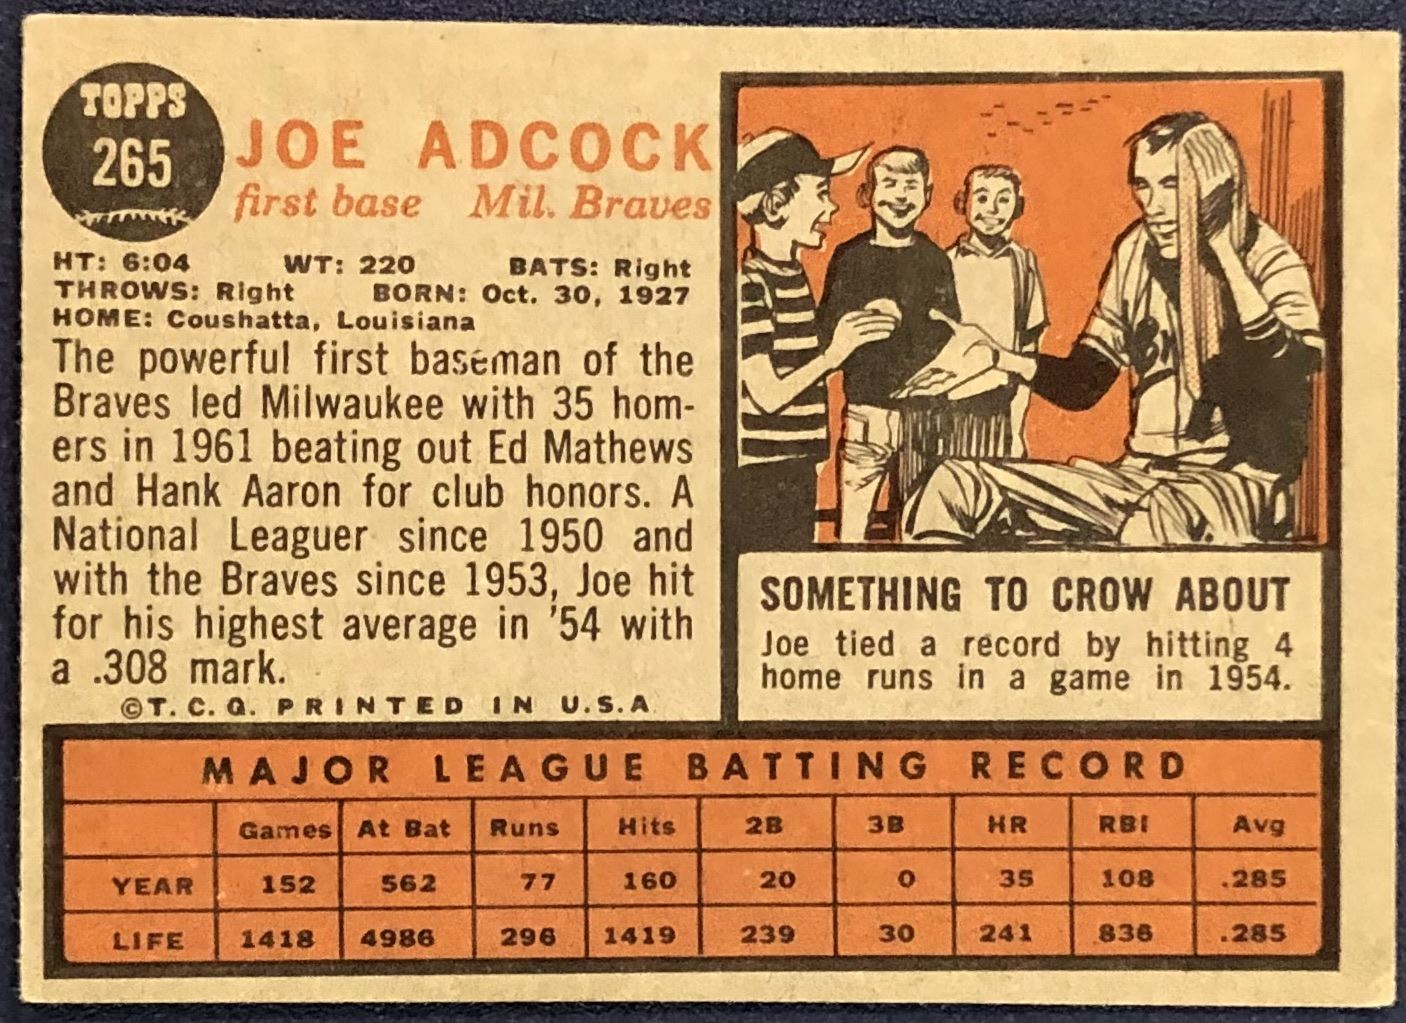 TOPPS
265
JOE ADCOCK
first base Mil. Braves
HT: 6:04 WT: 220 BATS: Right
THROWS: Right BORN: Oct. 30, 1927
HOME: Coushatta, Louisiana
The powerful first baseman of the
Braves led Milwaukee with 35 hom-
ers in 1961 beating out Ed Mathews
and Hank Aaron for club honors. A
National Leaguer since 1950 and
with the Braves since 1953, Joe hit
for his highest average in '54 with
a .308 mark.
©T. C. G. PRINTED IN U.S.A
SOMETHING TO CROW ABOUT
Joe tied a record by hitting 4
home runs in a game in 1954.
MAJOR LEAGUE BATTING RECORD
Games At Bat Runs Hits 2B 3B HR RBI Avg
YEAR 152 562 77 160 20 0 35 108 .285
LIFE 1418 4986 296 1419 239 30 241 836 .285